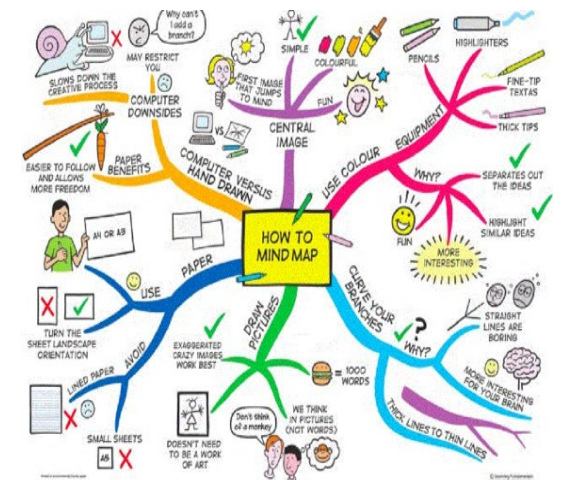 HOW TO
MIND MAP
CENTRAL
IMAGE
SIMPLE
COLOURFUL
FUN
FIRST IMAGE
THAT JUMPS
TO MIND
USE COLOUR
EQUIPMENT
PENCILS
HIGHLIGHTERS
FINE-TIP
TEXTAS
THICK TIPS
WHY?
SEPARATES OUT
THE IDEAS
HIGHLIGHT
SIMILAR IDEAS
MORE
INTERESTING
FUN
CURVE YOUR
BRANCHES
?
WHY?
STRAIGHT
LINES ARE
BORING
MORE INTERESTING
FOR YOUR BRAIN
THICK LINES TO THIN LINES
DRAW
PICTURES
= 1000
WORDS
WE THINK
IN PICTURES
(NOT WORDS)
Don't think
of a monkey
DOESN'T NEED
TO BE A WORK
OF ART
EXAGGERATED
CRAZY IMAGES
WORK BEST
PAPER
USE
A4 OR A3
TURN THE
SHEET LANDSCAPE
ORIENTATION
AVOID
LINED PAPER
SMALL SHEETS
A5
COMPUTER VERSUS
HAND DRAWN
VS
PAPER
BENEFITS
EASIER TO FOLLOW
AND ALLOWS
MORE FREEDOM
COMPUTER
DOWNSIDES
SLOWS DOWN THE
CREATIVE PROCESS
MAY RESTRICT
YOU
Why can't
I add a
branch?
© Learning Fundamentals